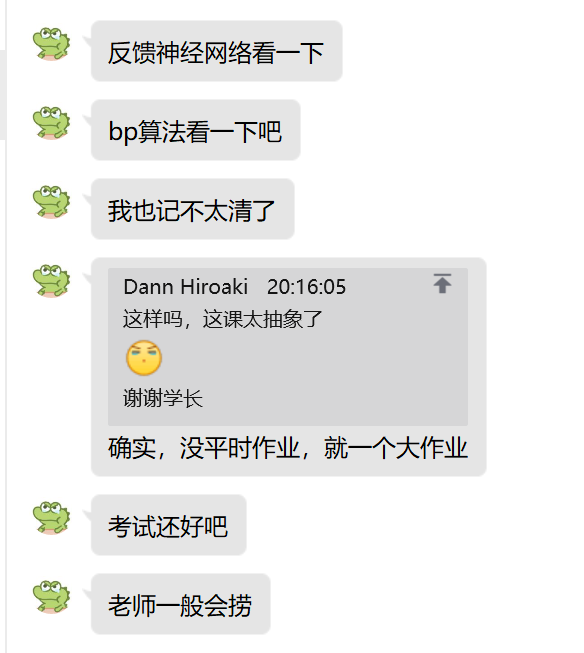 反馈神经网络看一下
bp算法看一下吧
我也记不太清了
Dann Hiroaki 20:16:05
这样吗，这课太抽象了
谢谢学长
确实，没平时作业，就一个大作业
考试还好吧
老师一般会捞